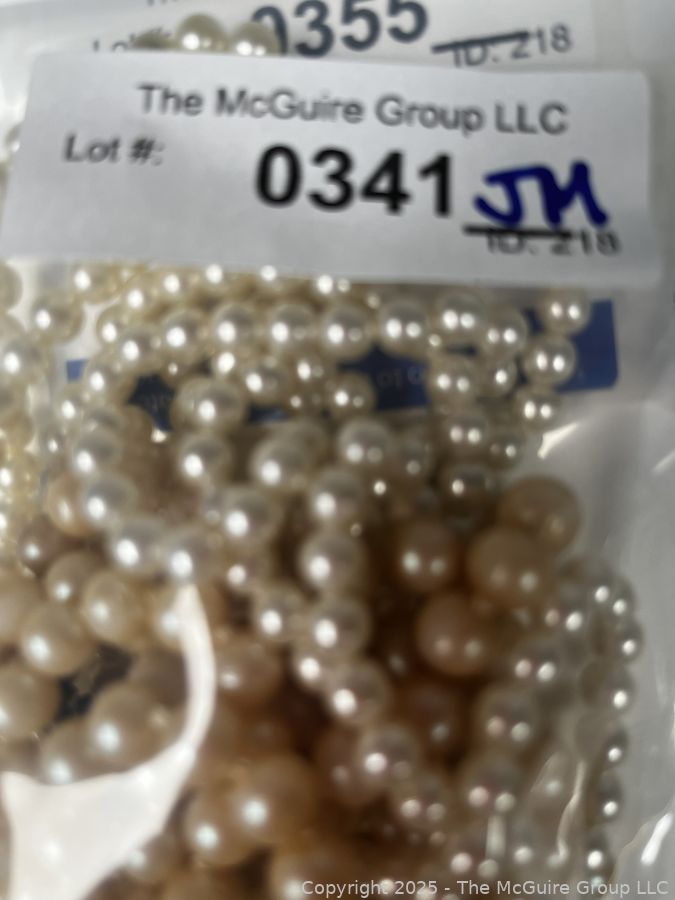 0355
ID: 218
The McGuire Group LLC
Lot #:
0341 JM
ID: 218
Copyright 2025 - The McGuire Group LLC